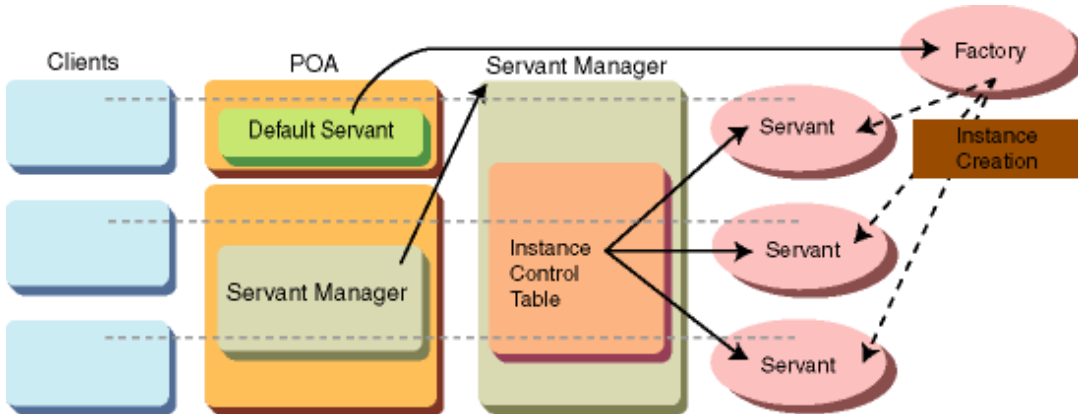 Clients
POA
Servant Manager
Factory
Default Servant
Servant
Instance
Creation
Servant Manager
Instance
Control
Table
Servant
Servant